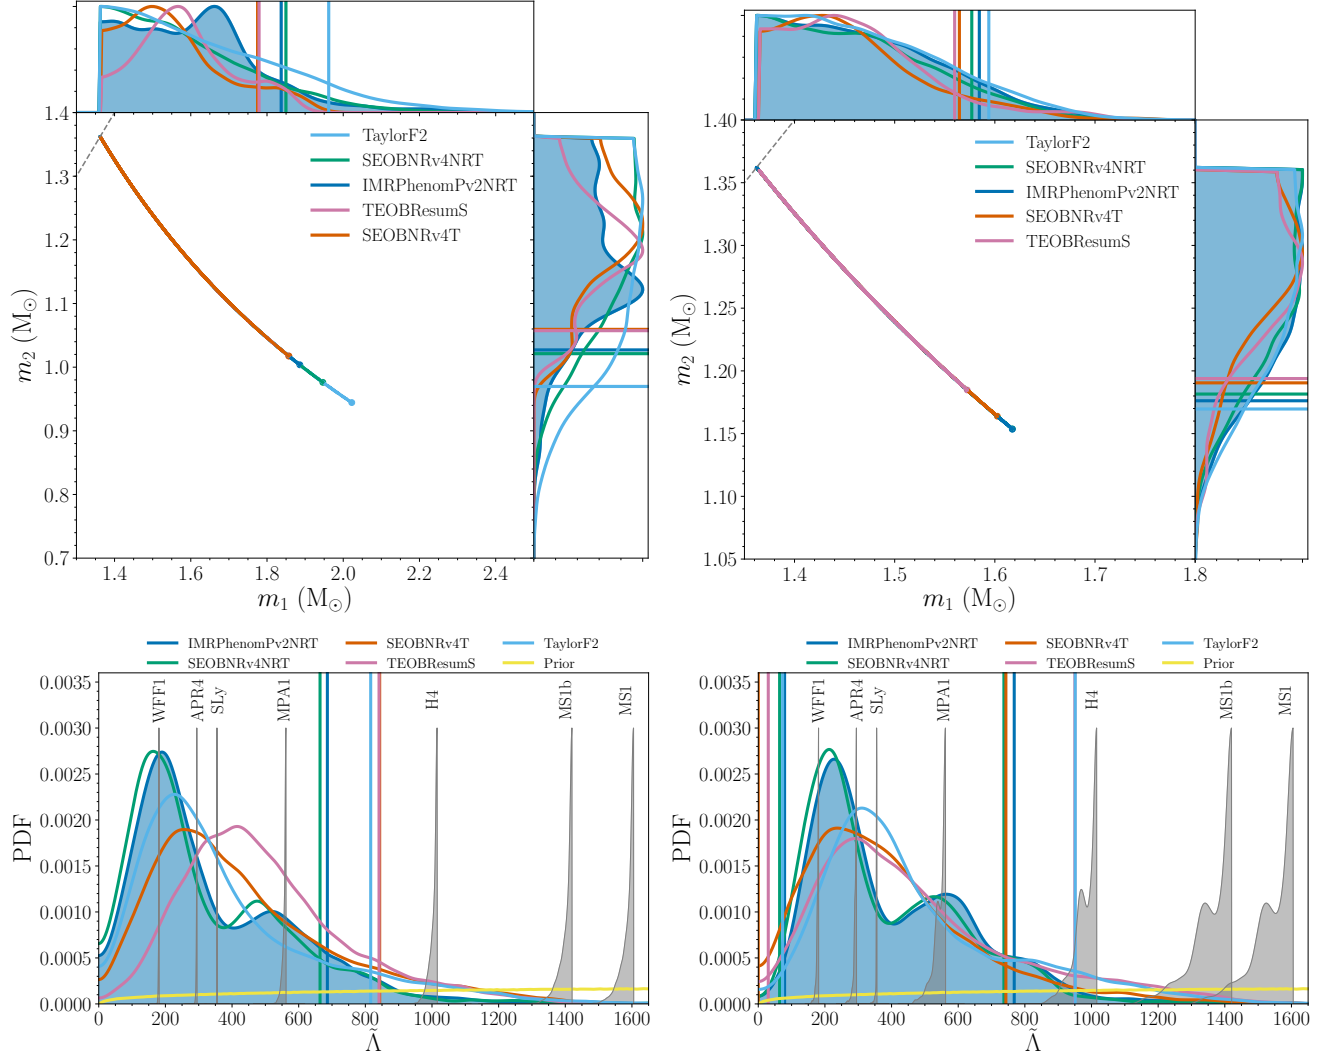 1.4
1.3
1.2
1.1
1.0
0.9
0.8
0.7
m₂ (M⊙)
TaylorF2
SEOBNRv4NRT
IMRPhenomPv2NRT
TEOBResumS
SEOBNRv4T
1.4 1.6 1.8 2.0 2.2 2.4
m₁ (M⊙)
1.40
1.35
1.30
1.25
1.20
1.15
1.10
1.05
m₂ (M⊙)
TaylorF2
SEOBNRv4NRT
IMRPhenomPv2NRT
SEOBNRv4T
TEOBResumS
1.4 1.5 1.6 1.7 1.8
m₁ (M⊙)
IMRPhenomPv2NRT SEOBNRv4T TaylorF2
SEOBNRv4NRT TEOBResumS Prior
0.0035
0.0030
0.0025
0.0020
0.0015
0.0010
0.0005
0.0000
PDF
WFF1
APR4
SLy
MPA1
H4
MS1b
MS1
0 200 400 600 800 1000 1200 1400 1600
Λ̃
IMRPhenomPv2NRT SEOBNRv4T TaylorF2
SEOBNRv4NRT TEOBResumS Prior
0.0035
0.0030
0.0025
0.0020
0.0015
0.0010
0.0005
0.0000
PDF
WFF1
APR4
SLy
MPA1
H4
MS1b
MS1
0 200 400 600 800 1000 1200 1400 1600
Λ̃